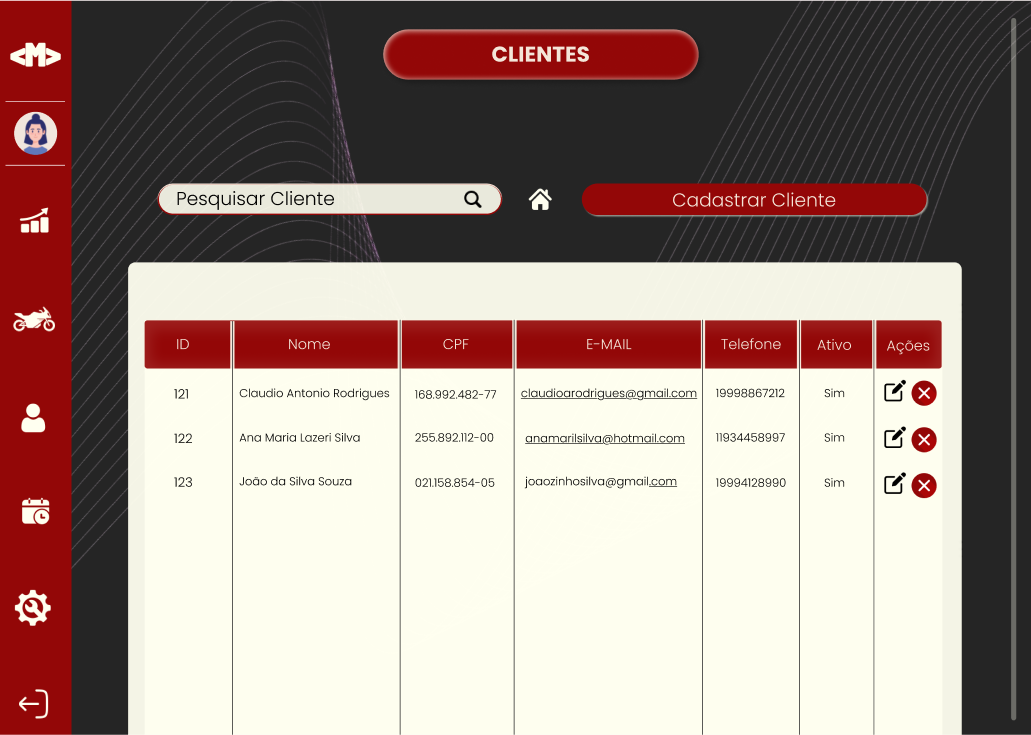 <M>
CLIENTES
Pesquisar Cliente
Cadastrar Cliente
ID Nome CPF E-MAIL Telefone Ativo Ações
121 Claudio Antonio Rodrigues 168.992.482-77 claudioarodrigues@gmail.com 19998867212 Sim
122 Ana Maria Lazeri Silva 255.892.112-00 anamarilsilva@hotmail.com 11934458997 Sim
123 João da Silva Souza 021.158.854-05 joaozinhosilva@gmail.com 19994128990 Sim